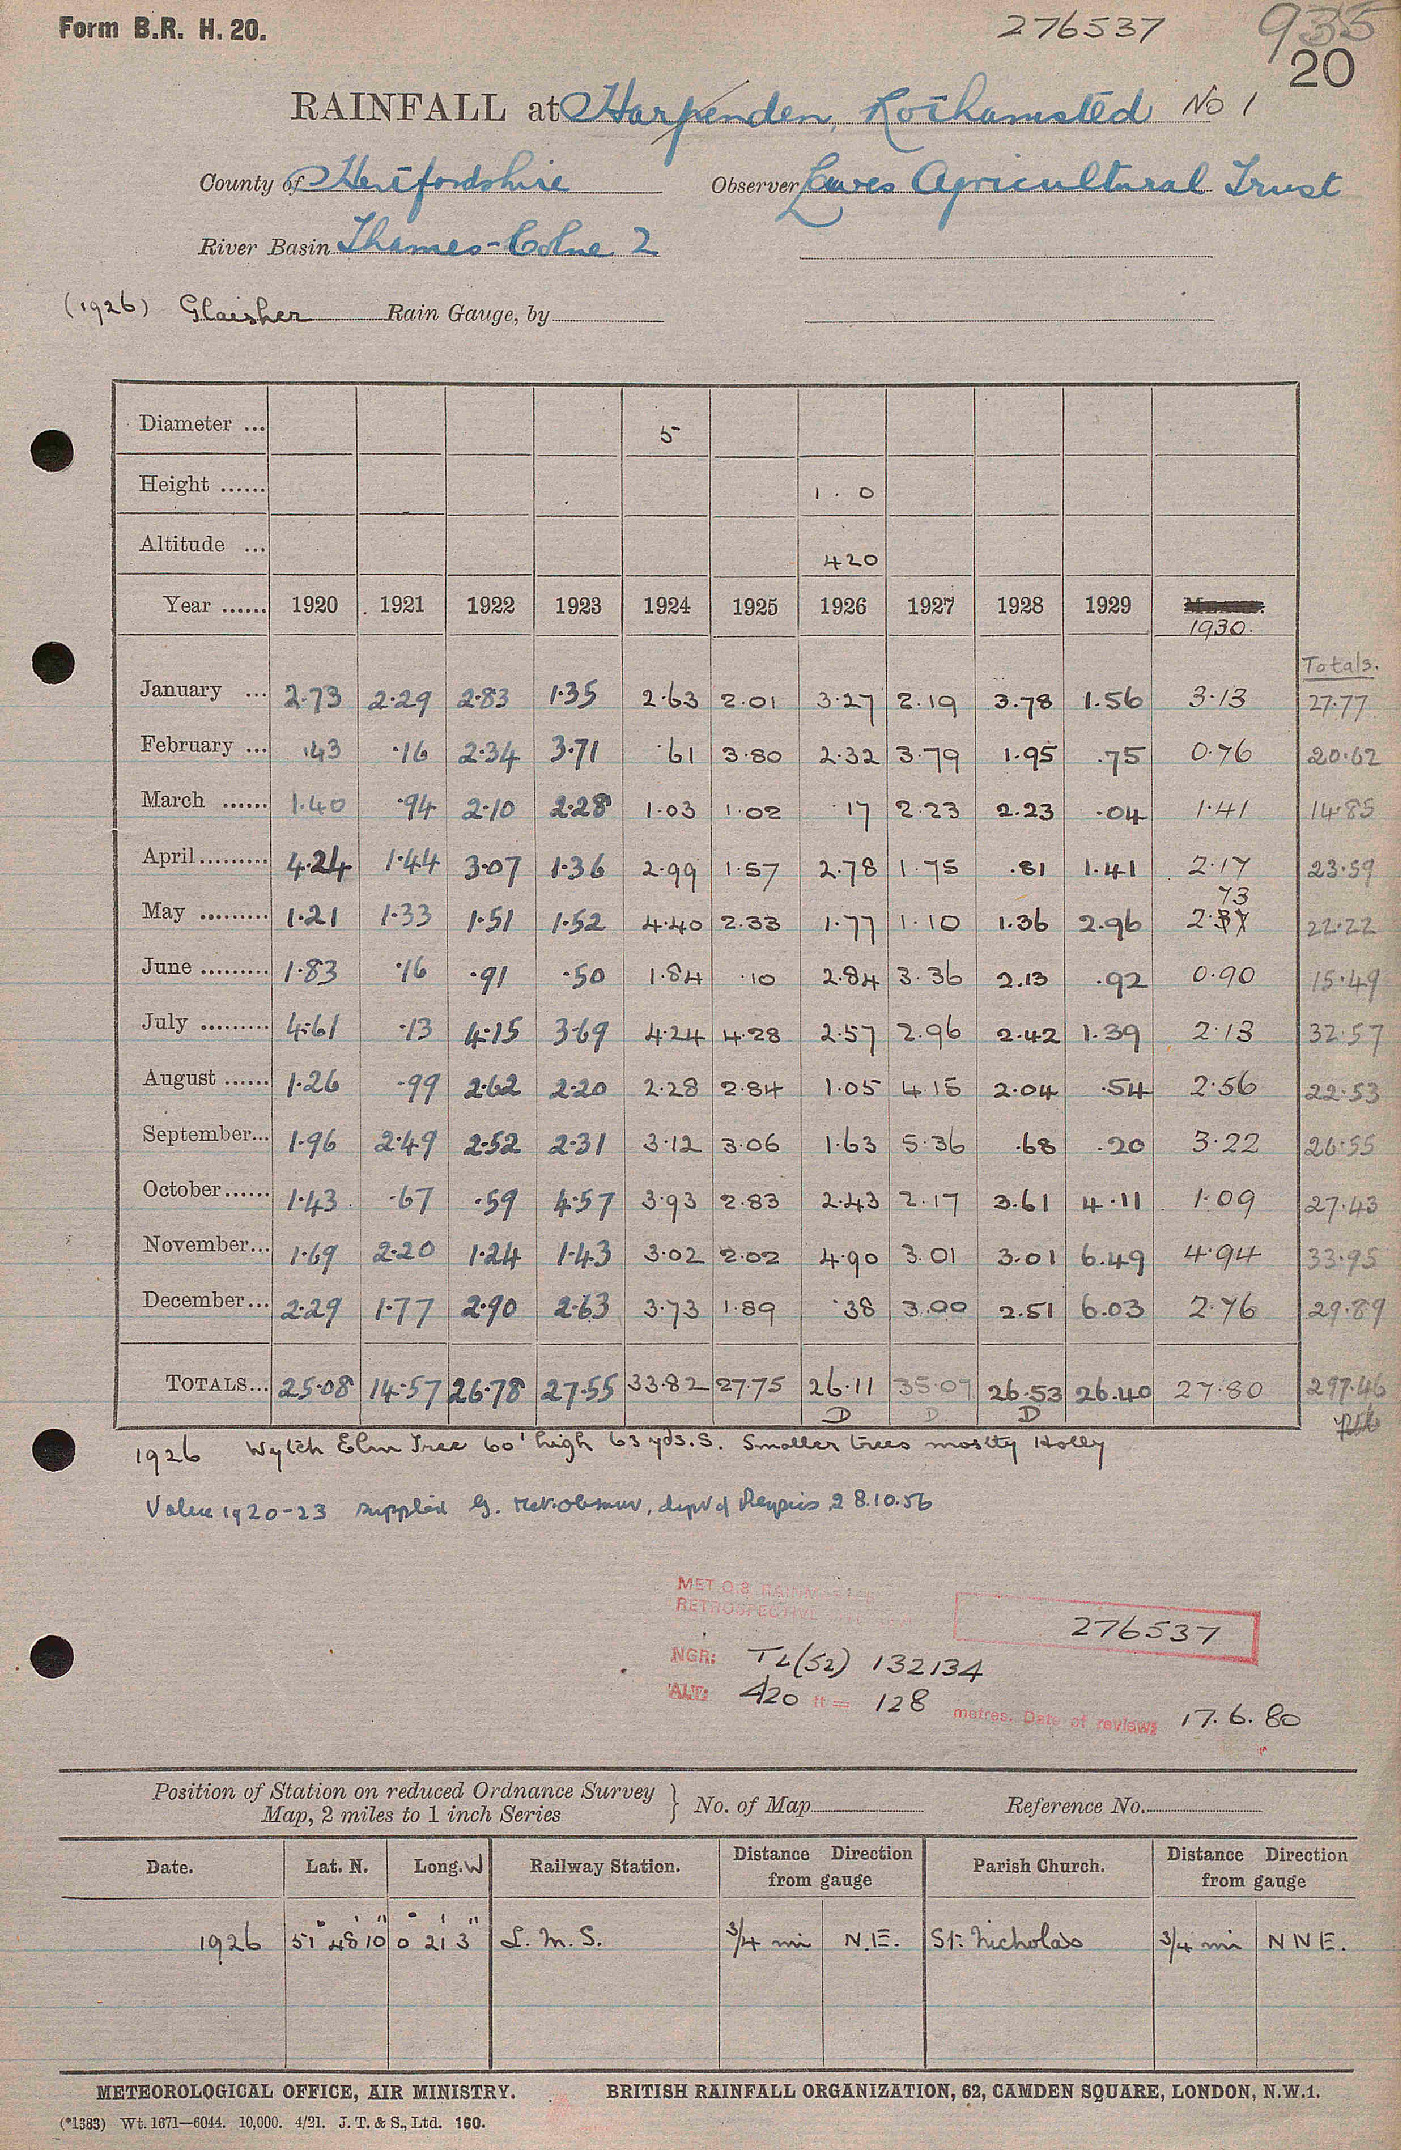 Form B.R. H. 20.
276537
935
20
RAINFALL at Harpenden, Rothamsted No 1
County of Hertfordshire Observer Lawes Agricultural Trust
River Basin Thames-Colne 2
(1926) Glaisher Rain Gauge, by
Diameter ... 5
Height ...... 1.0
Altitude ... 420
Year ...... 1920 1921 1922 1923 1924 1925 1926 1927 1928 1929 1930.
Totals.
January ... 2.73 2.29 2.83 1.35 2.63 2.01 3.27 2.19 3.78 1.56 3.13 27.77
February ... .43 .16 2.34 3.71 .61 3.80 2.32 3.79 1.95 .75 0.76 20.62
March ...... 1.40 .94 2.10 2.28 1.03 1.02 .17 2.23 2.23 .04 1.41 14.85
April ......... 4.24 1.44 3.07 1.36 2.99 1.57 2.78 1.75 .81 1.41 2.17 23.59
73
May ......... 1.21 1.33 1.51 1.52 4.40 2.33 1.77 1.10 1.36 2.96 2. 22.22
June ......... 1.83 .16 .91 .50 1.84 .10 2.84 3.36 2.13 .92 0.90 15.49
July ......... 4.61 .13 4.15 3.69 4.24 4.28 2.57 2.96 2.42 1.39 2.13 32.57
August ...... 1.26 .99 2.62 2.20 2.28 2.84 1.05 4.15 2.04 .54 2.56 22.53
September... 1.96 2.49 2.52 2.31 3.12 3.06 1.63 5.36 .68 .20 3.22 26.55
October ...... 1.43 .67 .59 4.57 3.93 2.83 2.43 2.17 3.61 4.11 1.09 27.43
November... 1.69 2.20 1.24 1.43 3.02 2.02 4.90 3.01 3.01 6.49 4.94 33.95
December... 2.29 1.77 2.90 2.63 3.73 1.89 .38 3.00 2.51 6.03 2.76 29.89
TOTALS... 25.08 14.57 26.78 27.55 33.82 27.75 26.11 35.07 26.53 26.40 27.80 297.46
D D D
1926 Wytch Elm Tree 60' high 63 yds. S. Smaller trees mostly Holly
Value 1920-23 supplied 28.10.56
MET O.8 RAIN
RETROSPECTIVE
276537
NGR: TL(52) 132134
ALT: 420 ft = 128 metres. Date of review: 17.6.80
Position of Station on reduced Ordnance Survey
Map, 2 miles to 1 inch Series } No. of Map Reference No.
Date. Lat. N. Long. W Railway Station. Distance Direction from gauge Parish Church. Distance Direction from gauge
1926 51° 48' 10" 0° 21' 3" L. M. S. 3/4 mi N.E. St. Nicholas 3/4 mi NNE.
METEOROLOGICAL OFFICE, AIR MINISTRY. BRITISH RAINFALL ORGANIZATION, 62, CAMDEN SQUARE, LONDON, N.W.1.
(*1383) Wt. 1671—6044. 10,000. 4/21. J. T. & S., Ltd. 160.